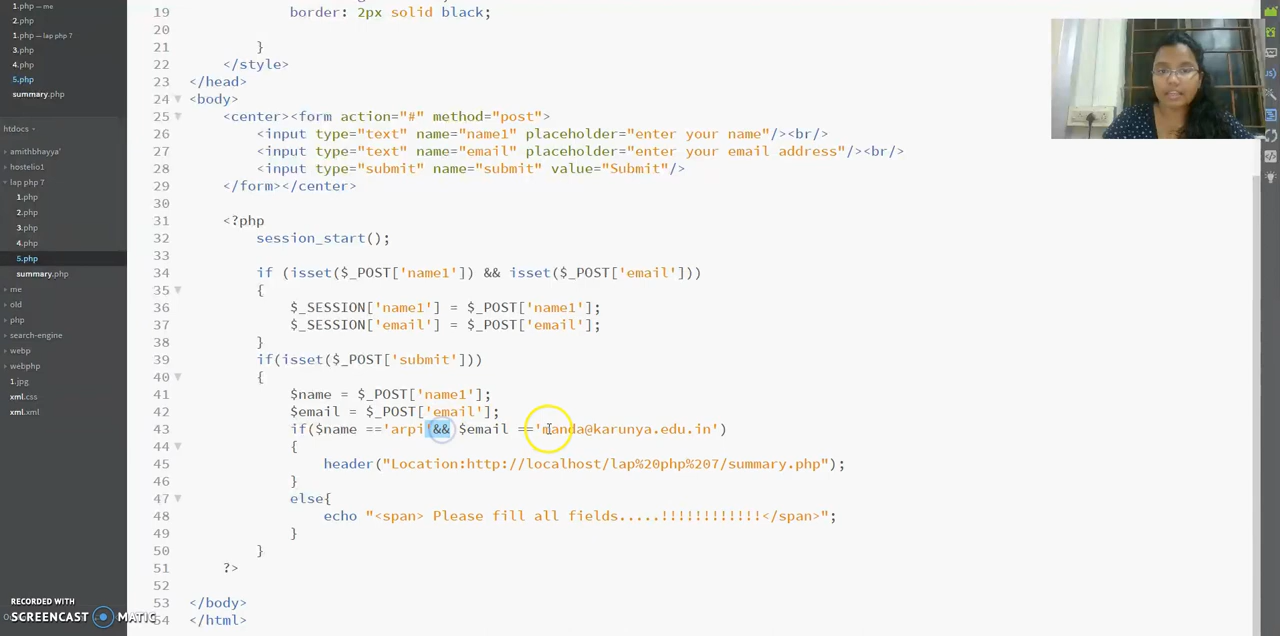 1.php — me
2.php
1.php — lap php 7
3.php
4.php
5.php
summary.php
htdocs
amithbhayya'
hostelio1
lap php 7
1.php
2.php
3.php
4.php
5.php
summary.php
me
old
php
search-engine
webp
webphp
1.jpg
xml.css
xml.xml
19 border: 2px solid black;
20
21 }
22 </style>
23 </head>
24 <body>
25 <center><form action="#" method="post">
26 <input type="text" name="name1" placeholder="enter your name"/><br/>
27 <input type="text" name="email" placeholder="enter your email address"/><br/>
28 <input type="submit" name="submit" value="Submit"/>
29 </form></center>
30
31 <?php
32 session_start();
33
34 if (isset($_POST['name1']) && isset($_POST['email']))
35 {
36 $_SESSION['name1'] = $_POST['name1'];
37 $_SESSION['email'] = $_POST['email'];
38 }
39 if(isset($_POST['submit']))
40 {
41 $name = $_POST['name1'];
42 $email = $_POST['email'];
43 if($name =='arpi'&& $email =='nanda@karunya.edu.in')
44 {
45 header("Location:http://localhost/lap%20php%207/summary.php");
46 }
47 else{
48 echo "<span> Please fill all fields.....!!!!!!!!!!!!</span>";
49 }
50 }
51 ?>
52
53 </body>
54 </html>
RECORDED WITH
SCREENCAST MATIC